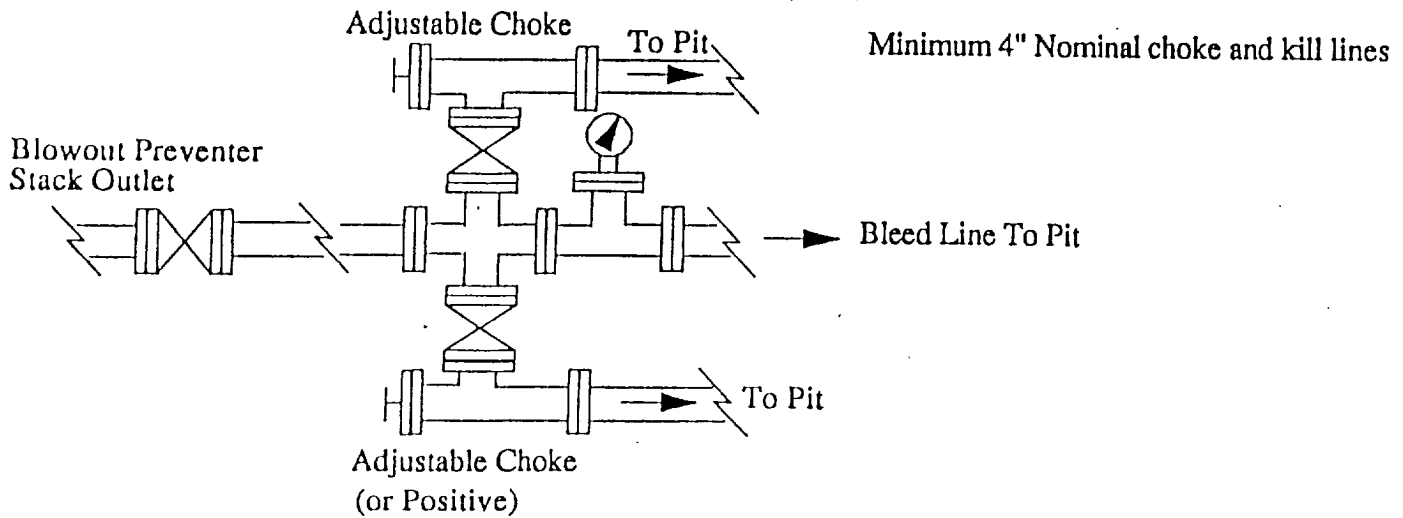 Adjustable Choke
To Pit
Minimum 4" Nominal choke and kill lines
Blowout Preventer
Stack Outlet
Bleed Line To Pit
To Pit
Adjustable Choke
(or Positive)